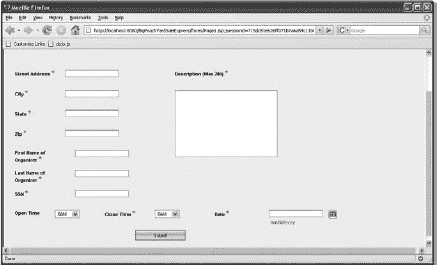 Mozilla Firefox
File Edit View History Bookmarks Tools Help
Google
Customize Links
Street Address *
Description (Max 200) *
City *
State *
Zip *
First Name of
Organizer *
Last Name of
Organizer *
SSN *
Open Time
Close Time *
Date *
Submit
Done